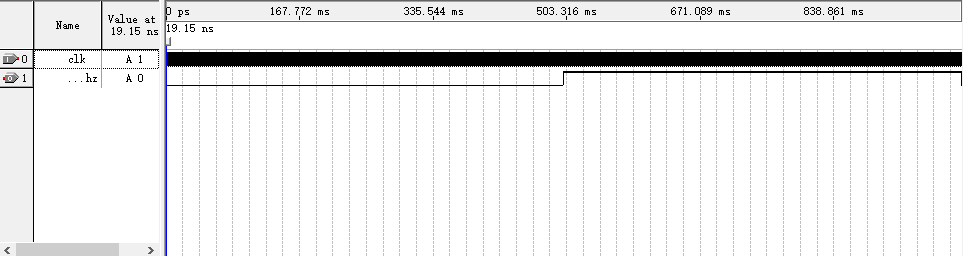 Name
Value at
19.15 ns
0 ps 167.772 ms 335.544 ms 503.316 ms 671.089 ms 838.861 ms
19.15 ns
0 clk A 1
1 ...hz A 0